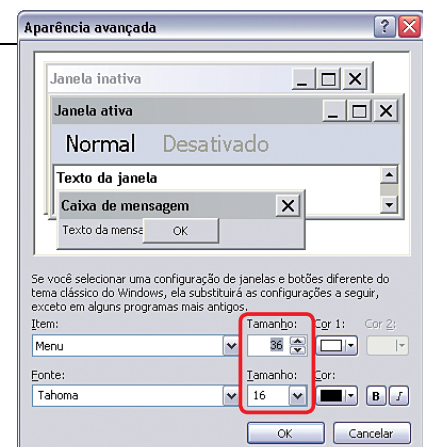 Aparência avançada
Janela inativa
Janela ativa
Normal Desativado
Texto da janela
Caixa de mensagem
Texto da mensa OK
Se você selecionar uma configuração de janelas e botões diferente do
tema clássico do Windows, ela substituirá as configurações a seguir,
exceto em alguns programas mais antigos.
Item: Tamanho: Cor 1: Cor 2:
Menu 36
Fonte: Tamanho: Cor:
Tahoma 16 B I
OK Cancelar